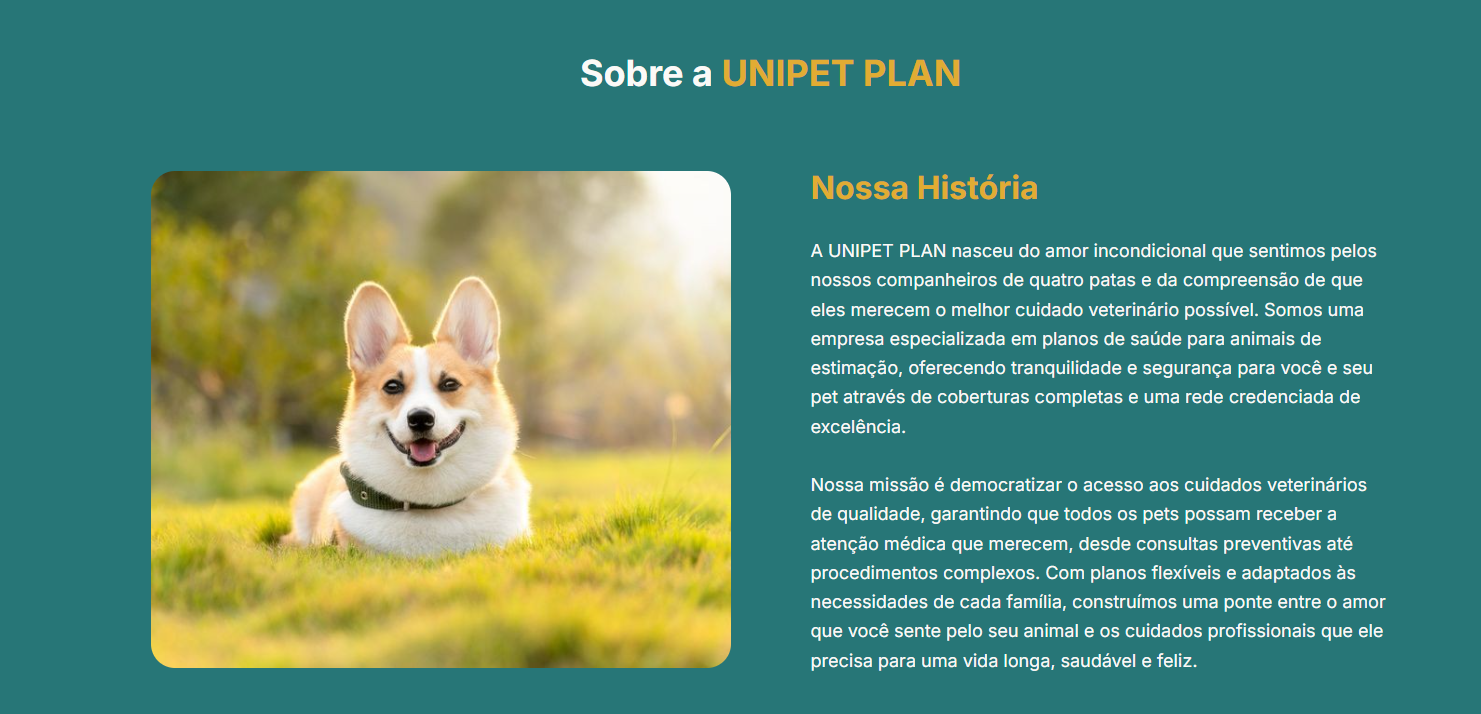 Sobre a UNIPET PLAN
Nossa História
A UNIPET PLAN nasceu do amor incondicional que sentimos pelos
nossos companheiros de quatro patas e da compreensão de que
eles merecem o melhor cuidado veterinário possível. Somos uma
empresa especializada em planos de saúde para animais de
estimação, oferecendo tranquilidade e segurança para você e seu
pet através de coberturas completas e uma rede credenciada de
excelência.
Nossa missão é democratizar o acesso aos cuidados veterinários
de qualidade, garantindo que todos os pets possam receber a
atenção médica que merecem, desde consultas preventivas até
procedimentos complexos. Com planos flexíveis e adaptados às
necessidades de cada família, construímos uma ponte entre o amor
que você sente pelo seu animal e os cuidados profissionais que ele
precisa para uma vida longa, saudável e feliz.